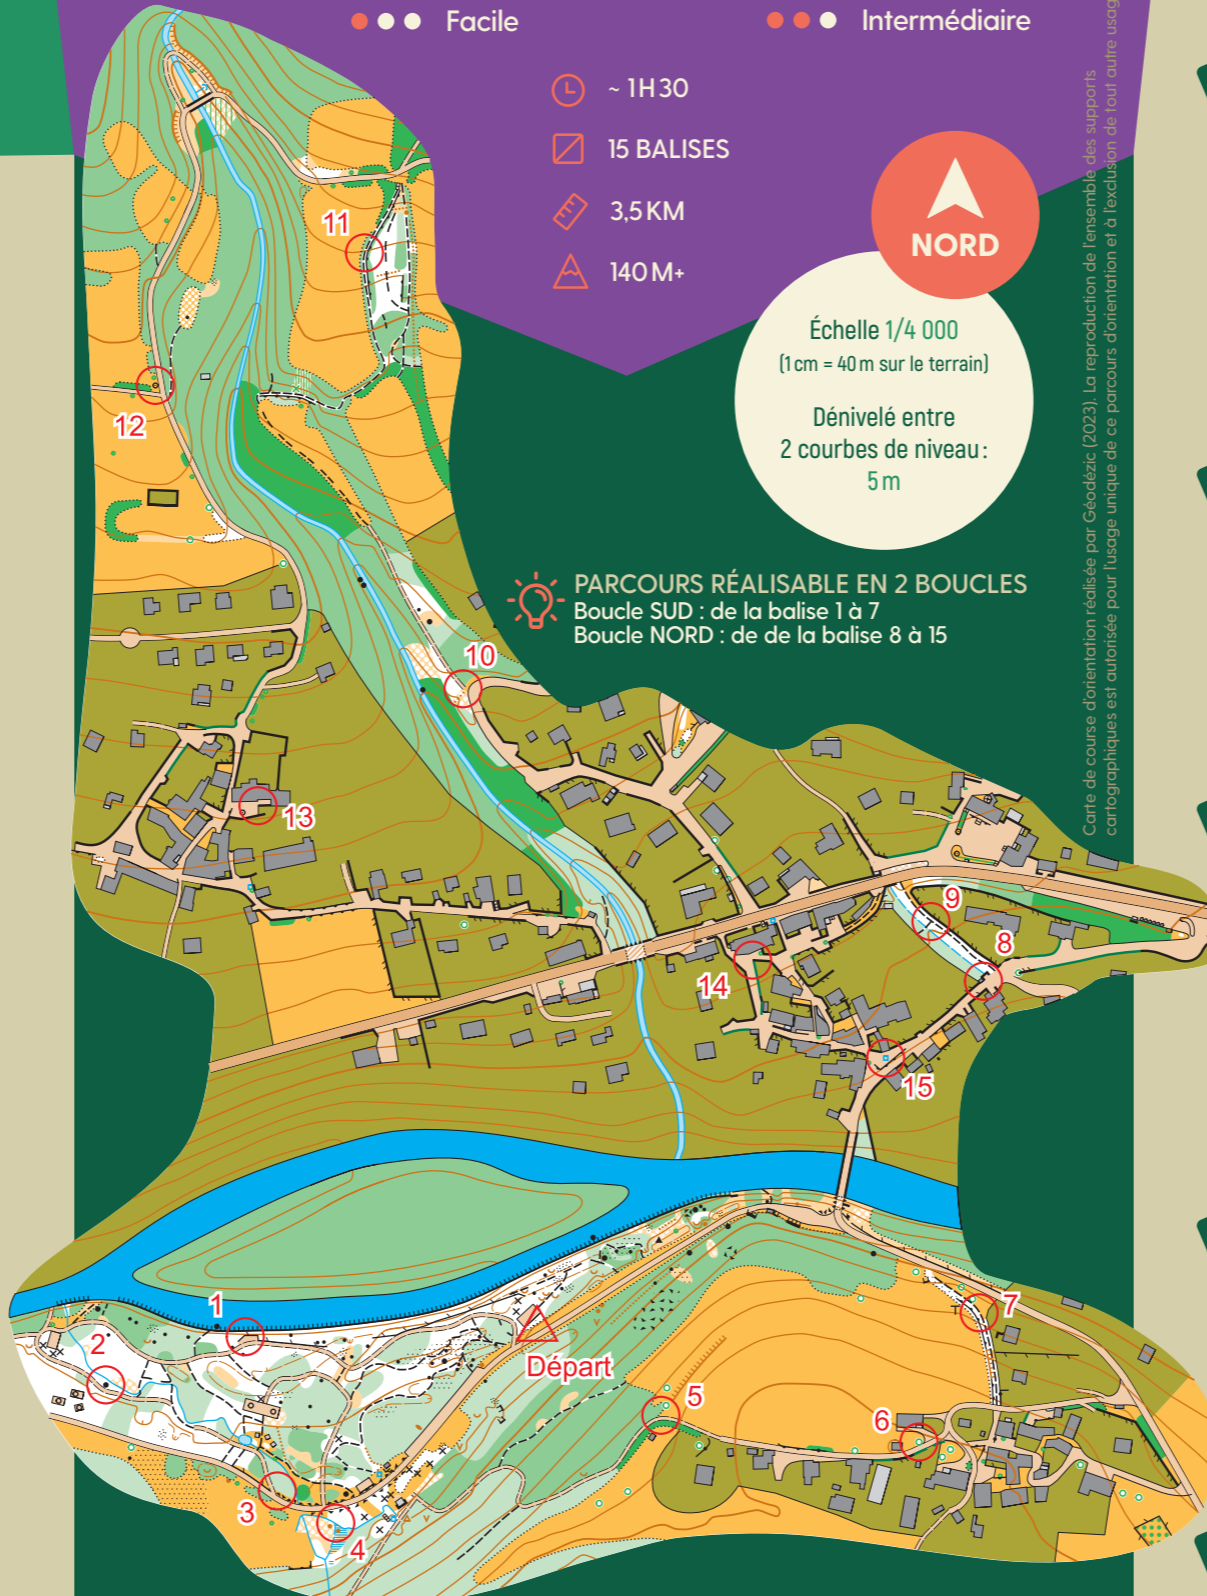 Facile
Intermédiaire
~ 1H30
15 BALISES
3,5 KM
140 M+
NORD
Échelle 1/4 000
(1 cm = 40 m sur le terrain)
Dénivelé entre
2 courbes de niveau :
5 m
PARCOURS RÉALISABLE EN 2 BOUCLES
Boucle SUD : de la balise 1 à 7
Boucle NORD : de de la balise 8 à 15
Carte de course d'orientation réalisée par Géodézic (2023). La reproduction de l'ensemble des supports
cartographiques est autorisée pour l'usage unique de ce parcours d'orientation et à l'exclusion de tout autre
11
12
10
13
9
8
14
15
1
2
Départ
7
5
6
3
4